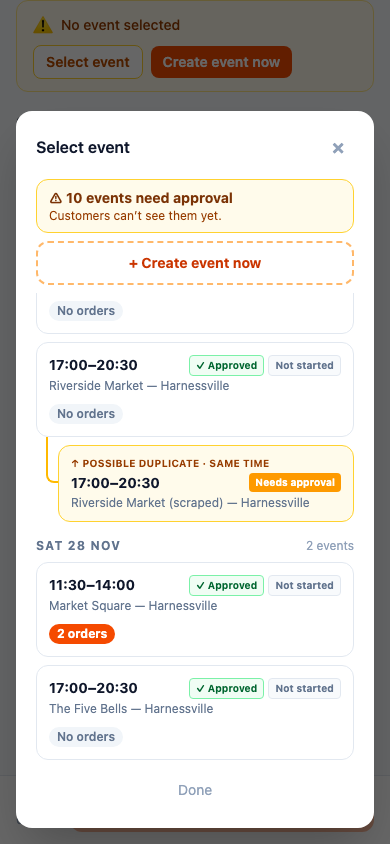 No event selected
Select event
Create event now
Select event
×
⚠ 10 events need approval
Customers can't see them yet.
+ Create event now
No orders
17:00–20:30
✓ Approved
Not started
Riverside Market — Harnessville
No orders
↑ POSSIBLE DUPLICATE · SAME TIME
17:00–20:30
Needs approval
Riverside Market (scraped) — Harnessville
SAT 28 NOV
2 events
11:30–14:00
✓ Approved
Not started
Market Square — Harnessville
2 orders
17:00–20:30
✓ Approved
Not started
The Five Bells — Harnessville
No orders
Done